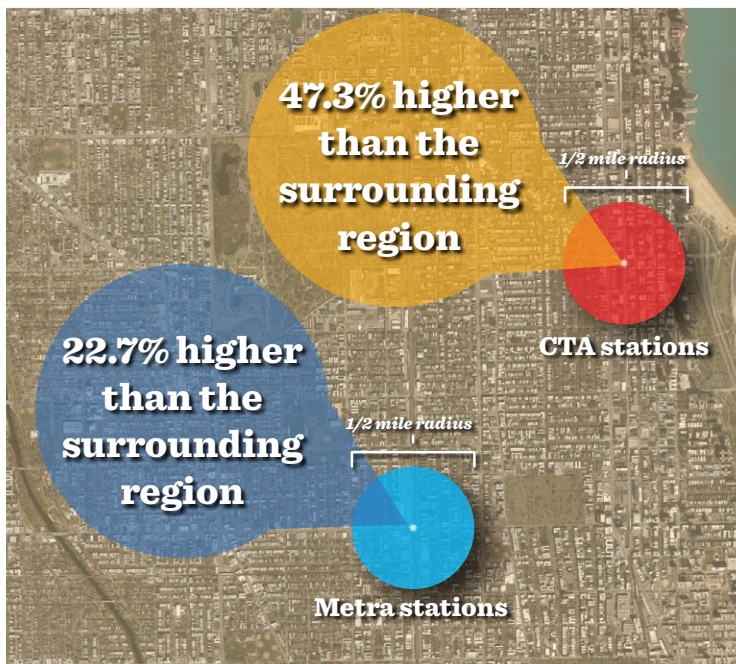 47.3% higher
than the
surrounding
region
1/2 mile radius
CTA stations
22.7% higher
than the
surrounding
region
1/2 mile radius
Metra stations